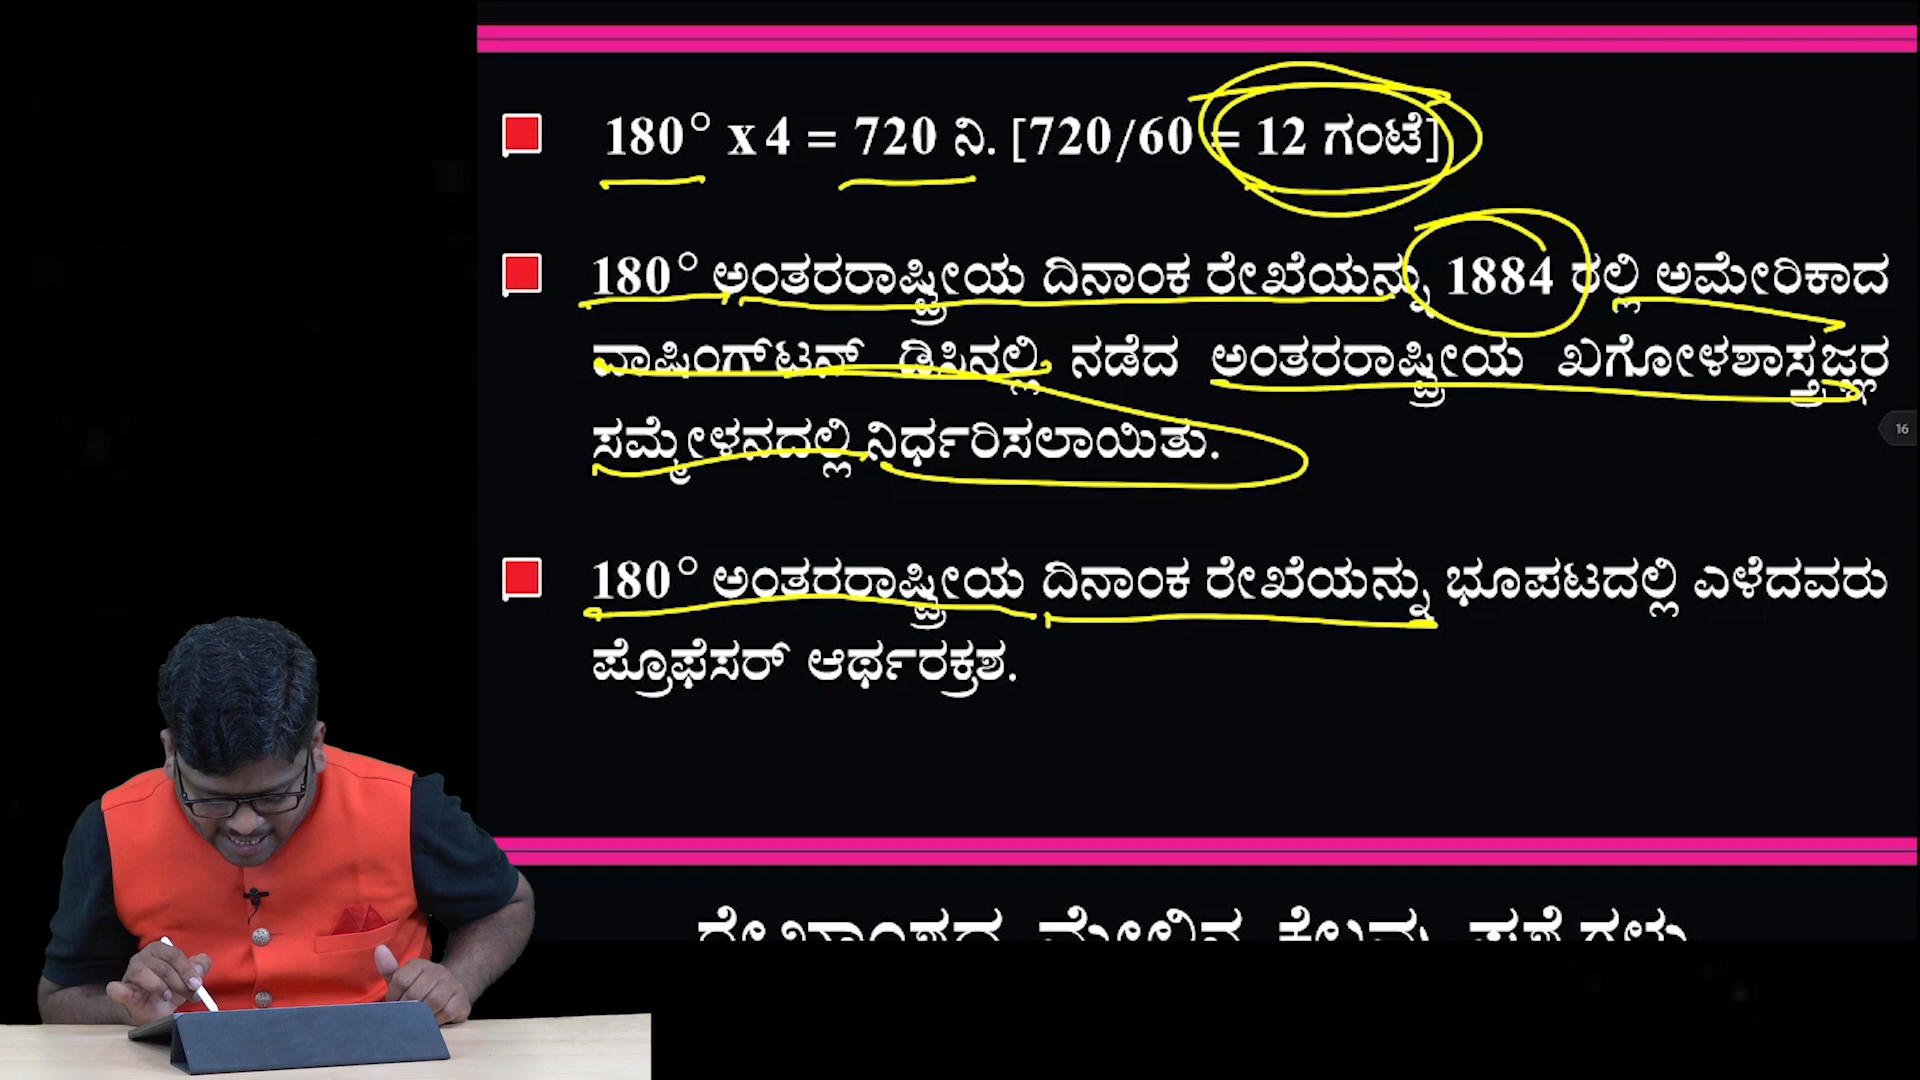 180° x 4 = 720 ನಿ. [720/60 = 12 ಗಂಟೆ]
180° ಅಂತರರಾಷ್ಟ್ರೀಯ ದಿನಾಂಕ ರೇಖೆಯನ್ನು 1884 ರಲ್ಲಿ ಅಮೇರಿಕಾದ
ವಾಷಿಂಗ್‌ಟನ್ ಡಿಸಿನಲ್ಲಿ ನಡೆದ ಅಂತರರಾಷ್ಟ್ರೀಯ ಖಗೋಳಶಾಸ್ತ್ರಜ್ಞರ
ಸಮ್ಮೇಳನದಲ್ಲಿ ನಿರ್ಧರಿಸಲಾಯಿತು.
16
180° ಅಂತರರಾಷ್ಟ್ರೀಯ ದಿನಾಂಕ ರೇಖೆಯನ್ನು ಭೂಪಟದಲ್ಲಿ ಎಳೆದವರು
ಪ್ರೊಫೆಸರ್ ಆರ್ಥರಕ್ರಶ.